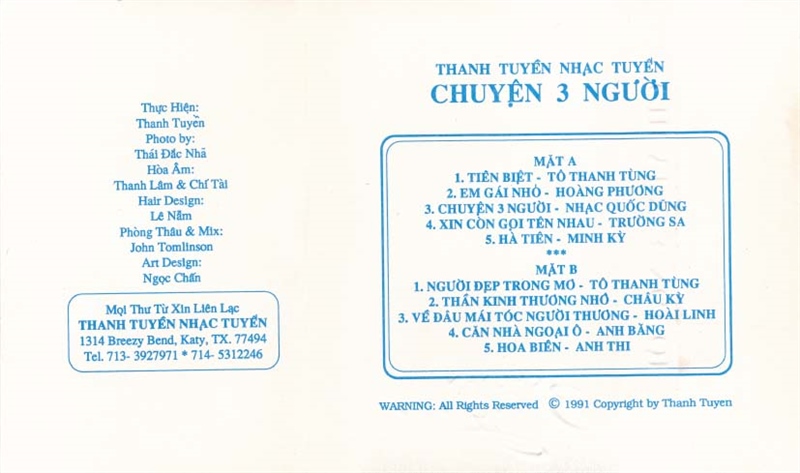 Thực Hiện:
Thanh Tuyền
Photo by:
Thái Đắc Nhã
Hòa Âm:
Thanh Lâm & Chí Tài
Hair Design:
Lê Nắm
Phòng Thâu & Mix:
John Tomlinson
Art Design:
Ngọc Chấn
Mọi Thư Từ Xin Liên Lạc
THANH TUYỀN NHẠC TUYỂN
1314 Breezy Bend, Katy, TX. 77494
Tel. 713- 3927971 * 714- 5312246
THANH TUYỀN NHẠC TUYỂN
CHUYỆN 3 NGƯỜI
MẶT A
1. TIỄN BIỆT - TÔ THANH TÙNG
2. EM GÁI NHỎ - HOÀNG PHƯƠNG
3. CHUYỆN 3 NGƯỜI - NHẠC QUỐC DŨNG
4. XIN CÒN GỌI TÊN NHAU - TRƯỜNG SA
5. HÀ TIÊN - MINH KỲ
***
MẶT B
1. NGƯỜI ĐẸP TRONG MƠ - TÔ THANH TÙNG
2. THẦN KINH THƯƠNG NHỚ - CHÂU KỲ
3. VỀ ĐÂU MÁI TÓC NGƯỜI THƯƠNG - HOÀI LINH
4. CĂN NHÀ NGOẠI Ô - ANH BẰNG
5. HOA BIỂN - ANH THI
WARNING: All Rights Reserved © 1991 Copyright by Thanh Tuyen